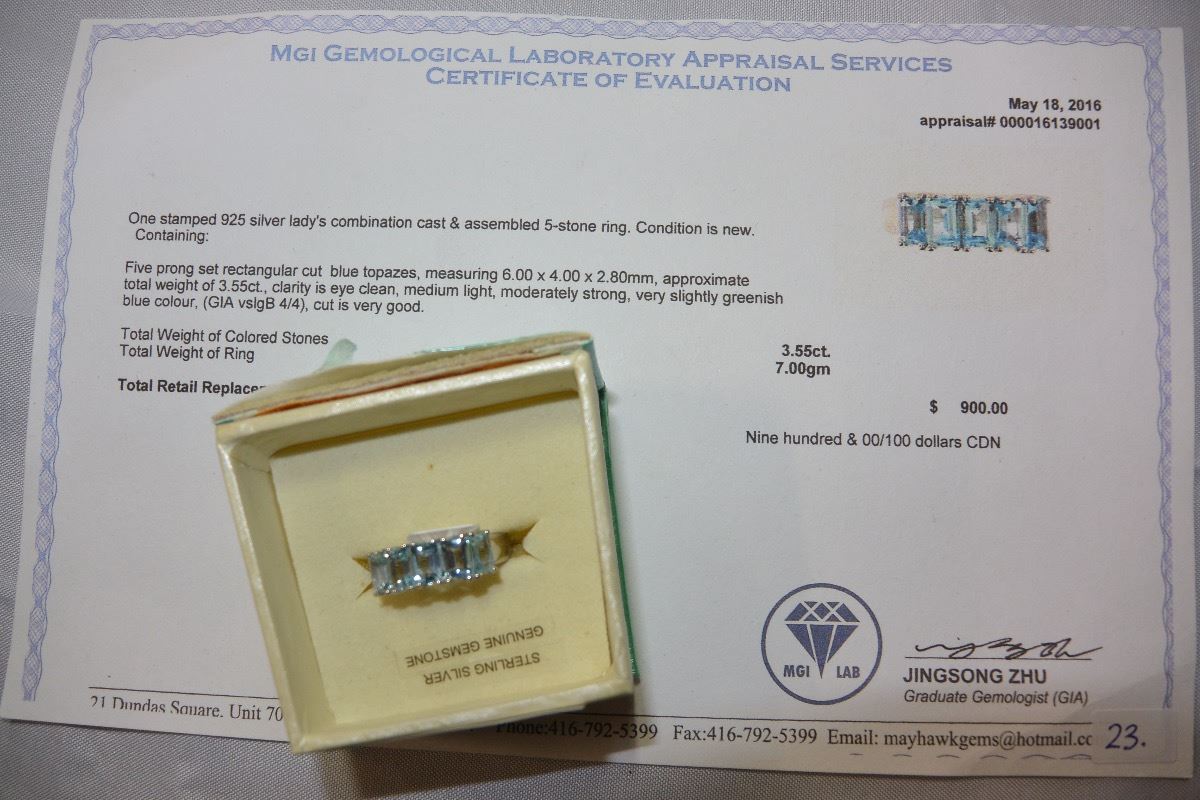 MGI GEMOLOGICAL LABORATORY APPRAISAL SERVICES
CERTIFICATE OF EVALUATION
May 18, 2016
appraisal# 000016139001
One stamped 925 silver lady's combination cast & assembled 5-stone ring. Condition is new.
Containing:
Five prong set rectangular cut blue topazes, measuring 6.00 x 4.00 x 2.80mm, approximate
total weight of 3.55ct., clarity is eye clean, medium light, moderately strong, very slightly greenish
blue colour, (GIA vslgB 4/4), cut is very good.
Total Weight of Colored Stones 3.55ct.
Total Weight of Ring 7.00gm
Total Retail Replace
$ 900.00
Nine hundred & 00/100 dollars CDN
STERLING SILVER
GENUINE GEMSTONE
MGI LAB
JINGSONG ZHU
Graduate Gemologist (GIA)
21 Dundas Square. Unit 70 Phone:416-792-5399 Fax:416-792-5399 Email: mayhawkgems@hotmail.cc
23.